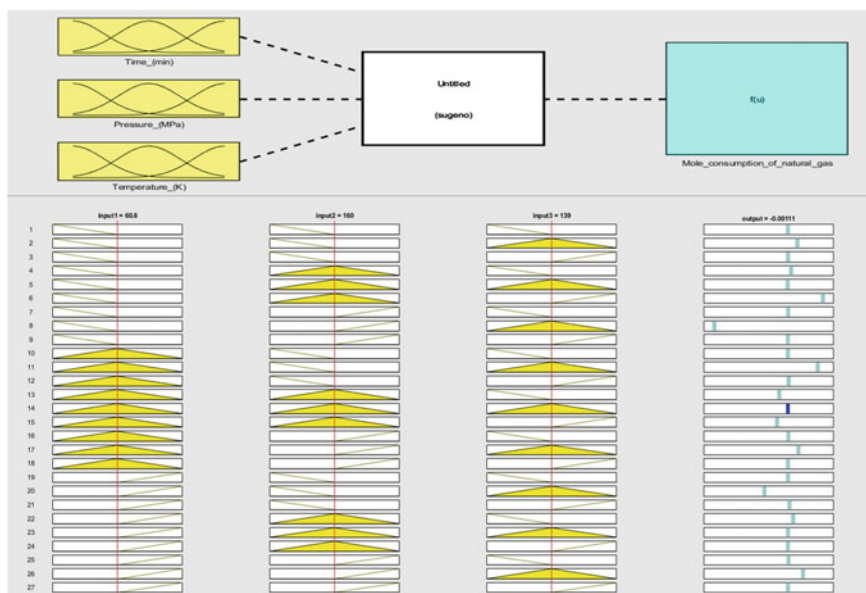 Time_(min)
Untitled
Pressure_(MPa)
(sugeno)
f(u)
Temperature_(K)
Mole_consumption_of_natural_gas
input1 = 60.6
input2 = 160
input3 = 139
output = -0.00111
1
2
3
4
5
6
7
8
9
10
11
12
13
14
15
16
17
18
19
20
21
22
23
24
25
26
27